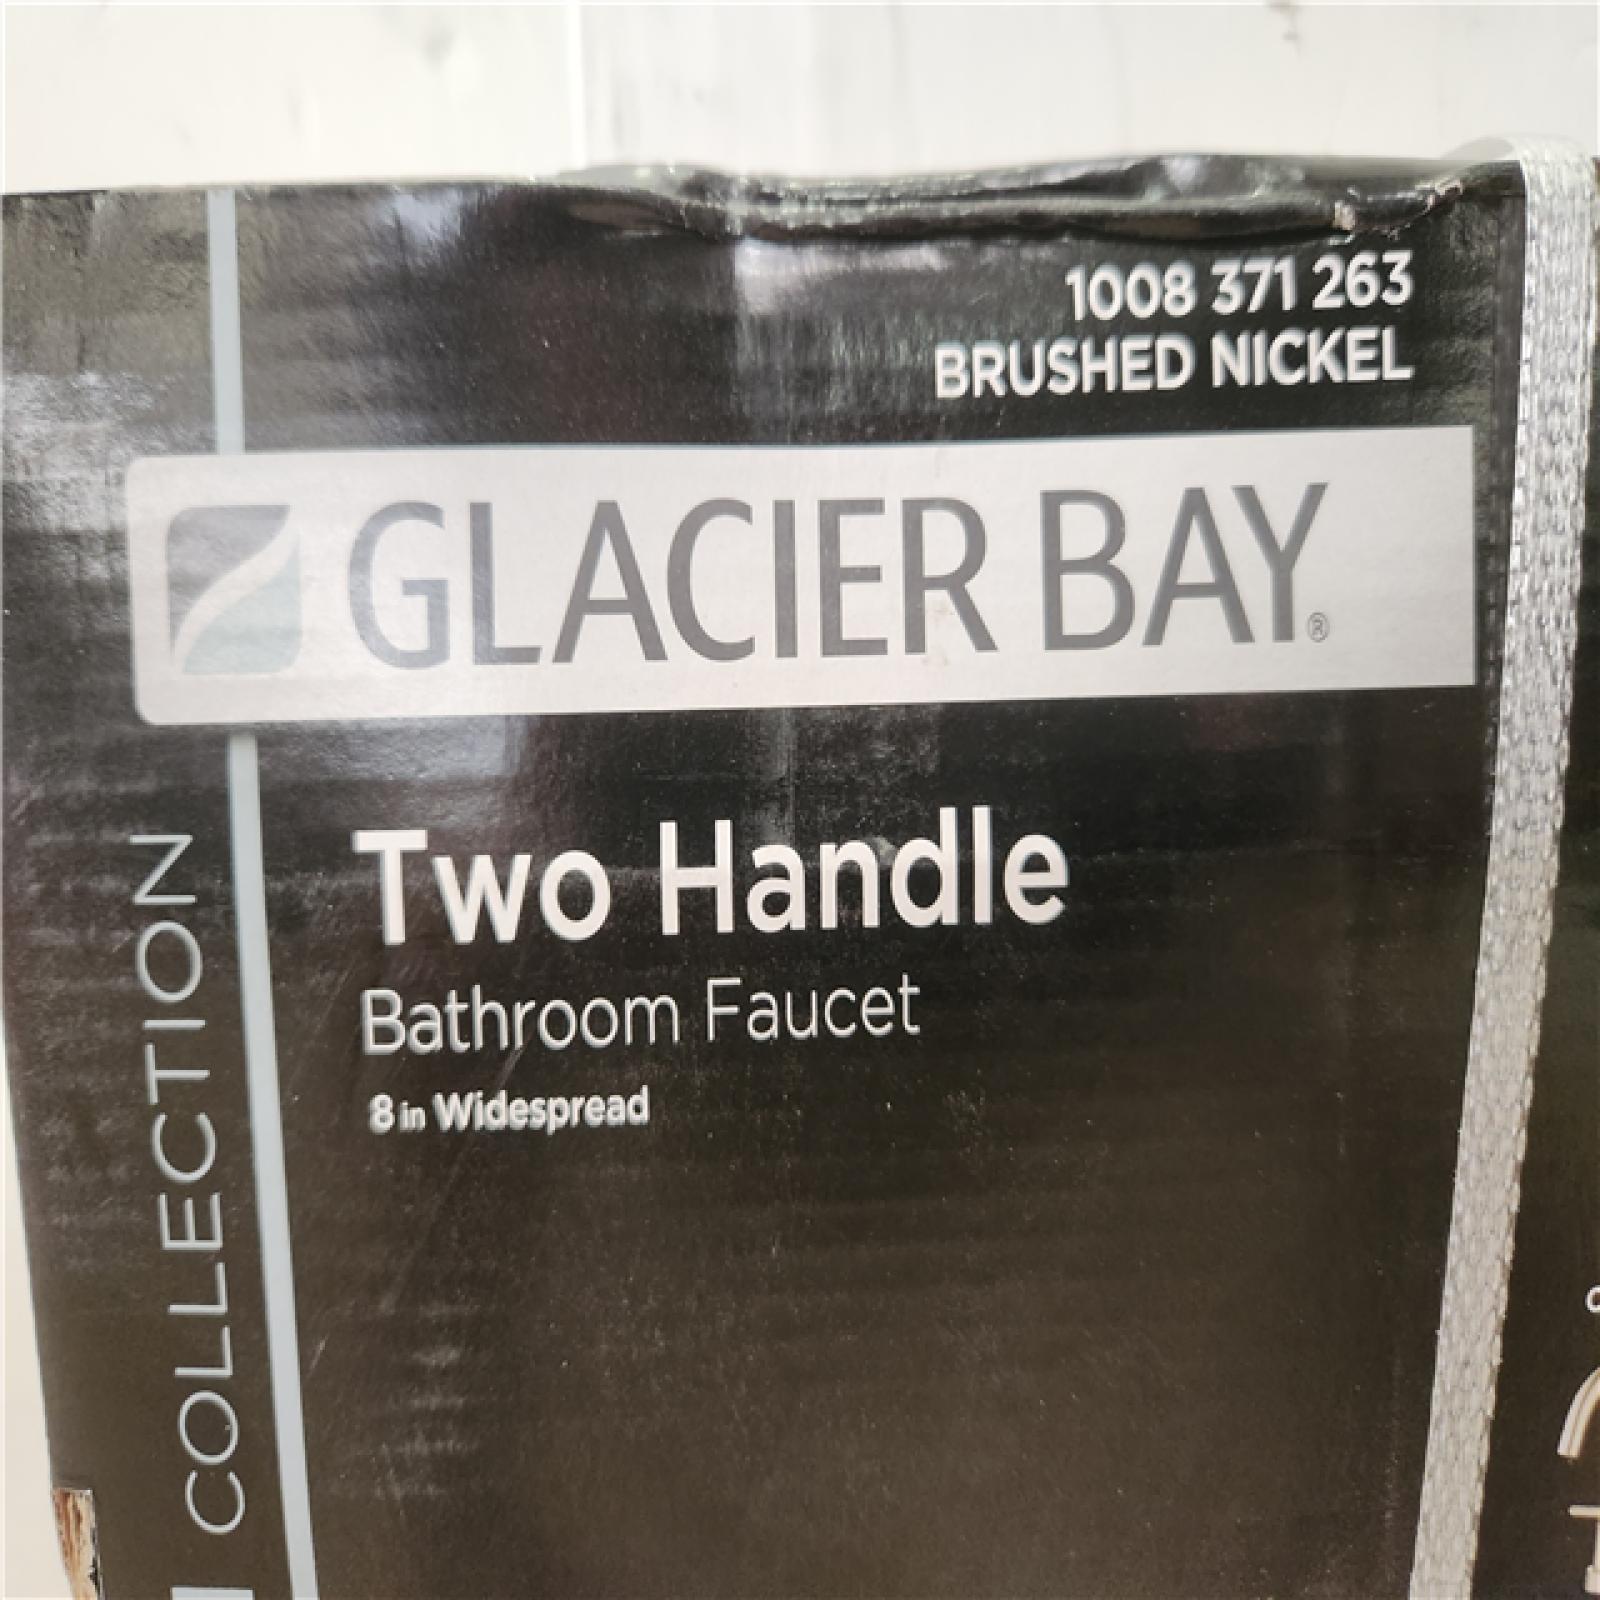 1008 371 263
BRUSHED NICKEL
GLACIER BAY®
Two Handle
Bathroom Faucet
8 in Widespread
COLLECTION